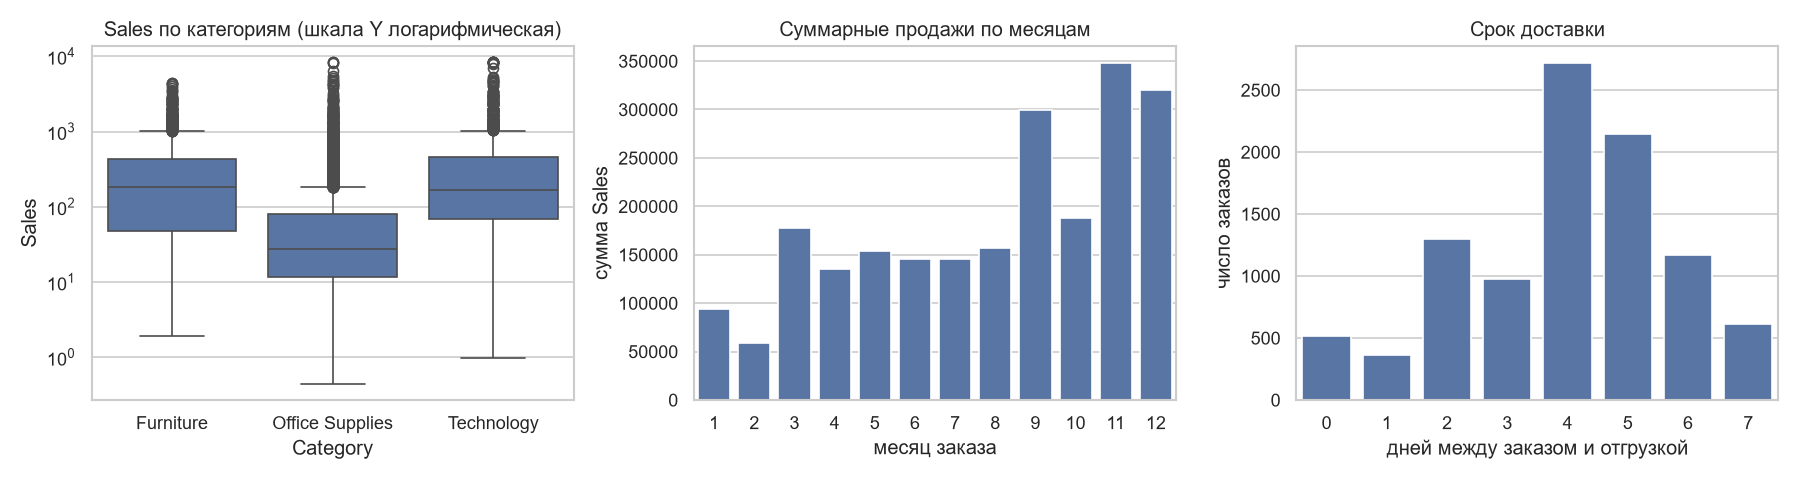 Sales по категориям (шкала Y логарифмическая)
10^4
10^3
10^2
10^1
10^0
Sales
Furniture
Office Supplies
Technology
Category
Суммарные продажи по месяцам
350000
300000
250000
200000
150000
100000
50000
0
сумма Sales
1 2 3 4 5 6 7 8 9 10 11 12
месяц заказа
Срок доставки
2500
2000
1500
1000
500
0
число заказов
0 1 2 3 4 5 6 7
дней между заказом и отгрузкой